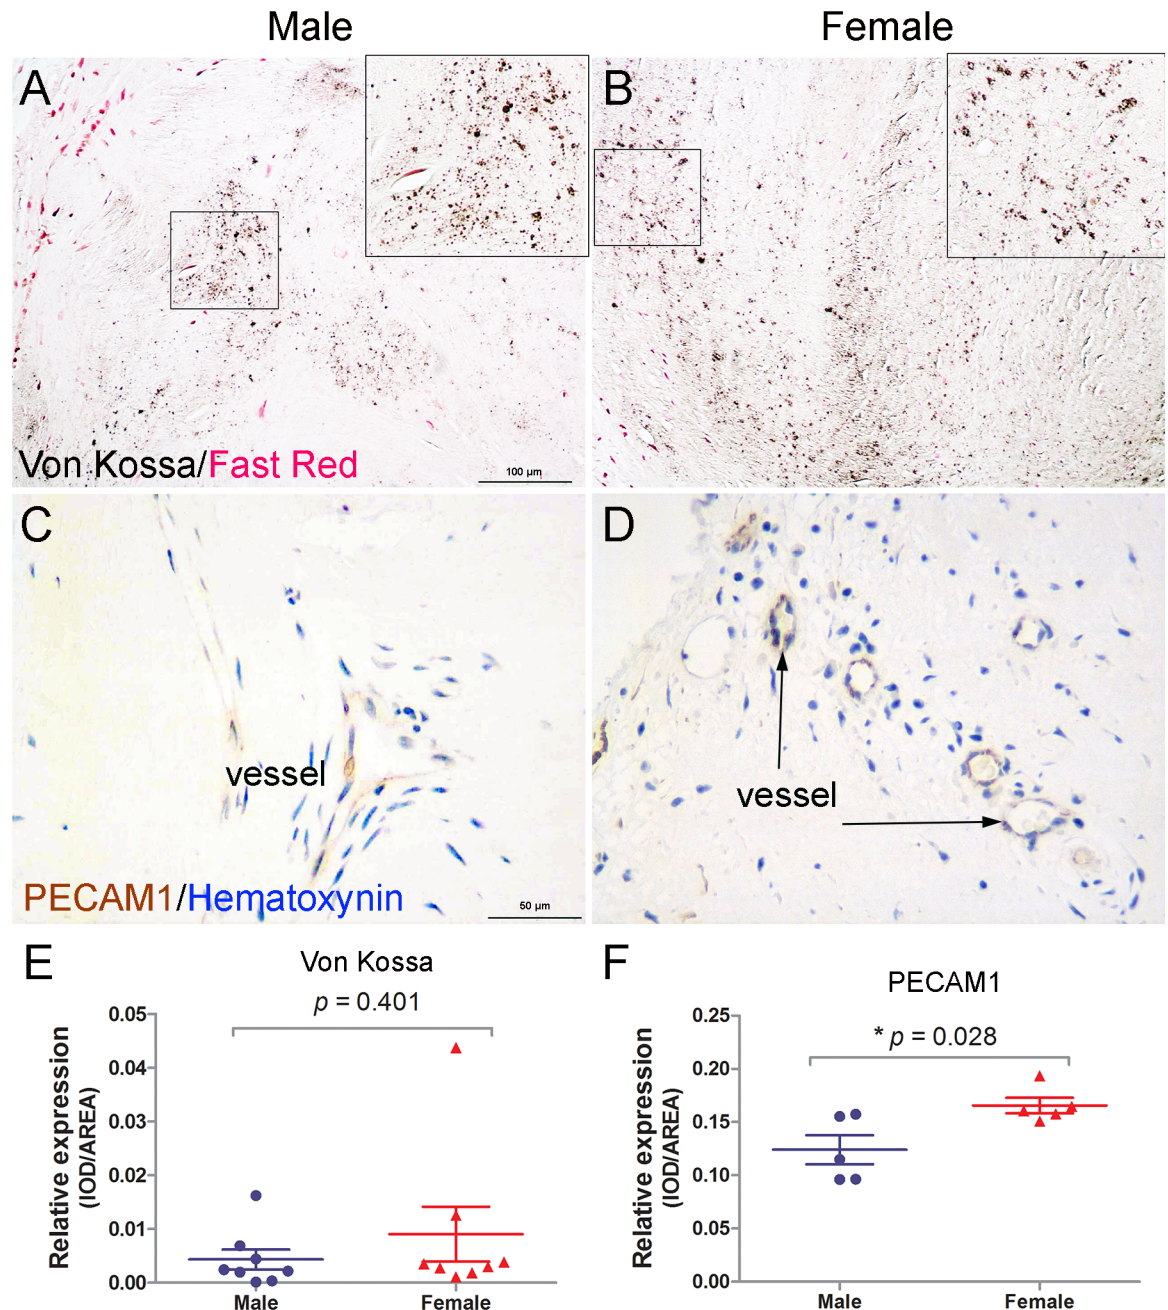 Male
Female
A
B
Von Kossa/Fast Red
100 µm
C
D
vessel
vessel
PECAM1/Hematoxynin
50 µm
E
Von Kossa
p = 0.401
0.05
0.04
0.03
0.02
0.01
0.00
Relative expression
(IOD/AREA)
Male
Female
F
PECAM1
* p = 0.028
0.25
0.20
0.15
0.10
0.05
0.00
Relative expression
(IOD/AREA)
Male
Female